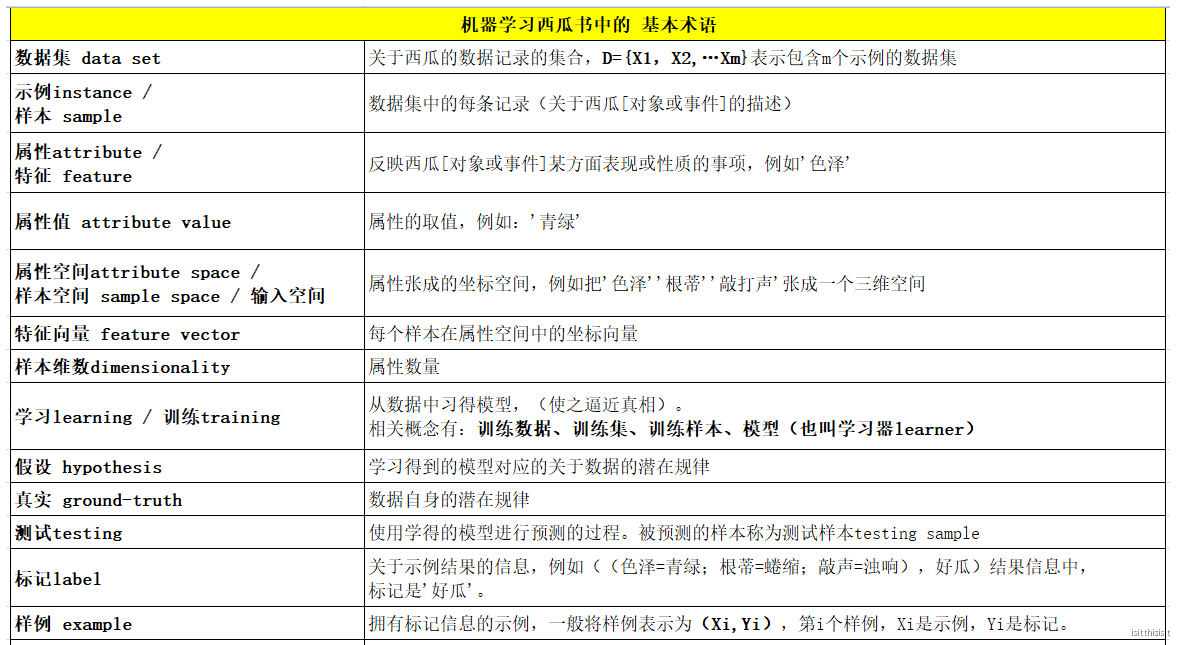 机器学习西瓜书中的 基本术语
数据集 data set
关于西瓜的数据记录的集合，D={X1，X2,…Xm}表示包含m个示例的数据集
示例instance /
样本 sample
数据集中的每条记录（关于西瓜[对象或事件]的描述）
属性attribute /
特征 feature
反映西瓜[对象或事件]某方面表现或性质的事项，例如'色泽'
属性值 attribute value
属性的取值，例如：'青绿'
属性空间attribute space /
样本空间 sample space / 输入空间
属性张成的坐标空间，例如把'色泽''根蒂''敲打声'张成一个三维空间
特征向量 feature vector
每个样本在属性空间中的坐标向量
样本维数dimensionality
属性数量
学习learning / 训练training
从数据中习得模型，（使之逼近真相）。
相关概念有：训练数据、训练集、训练样本、模型（也叫学习器learner）
假设 hypothesis
学习得到的模型对应的关于数据的潜在规律
真实 ground-truth
数据自身的潜在规律
测试testing
使用学得的模型进行预测的过程。被预测的样本称为测试样本testing sample
标记label
关于示例结果的信息，例如（（色泽=青绿；根蒂=蜷缩；敲声=浊响），好瓜）结果信息中，
标记是'好瓜'。
样例 example
拥有标记信息的示例，一般将样例表示为（Xi,Yi），第i个样例，Xi是示例，Yi是标记。